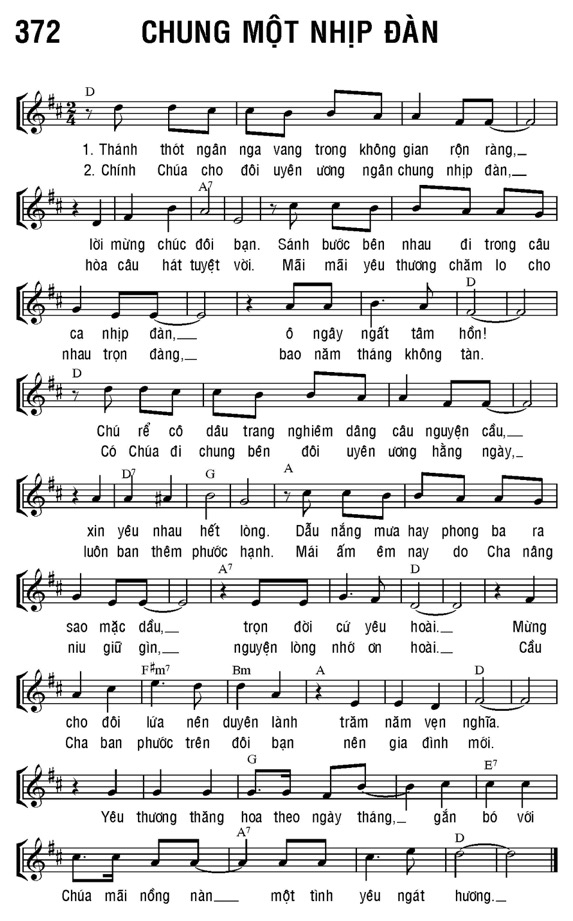 372 CHUNG MỘT NHỊP ĐÀN
D
2/4
1. Thánh thót ngân nga vang trong không gian rộn ràng,
2. Chính Chúa cho đôi uyên ương ngân chung nhịp đàn,
A7
lời mừng chúc đôi bạn. Sánh bước bên nhau đi trong câu
hòa câu hát tuyệt vời. Mãi mãi yêu thương chăm lo cho
D
ca nhịp đàn, ô ngây ngất tâm hồn!
nhau trọn đàng, bao năm tháng không tàn.
D
Chú rể cô dâu trang nghiêm dâng câu nguyện cầu,
Có Chúa đi chung bên đôi uyên ương hằng ngày,
D7 G A
xin yêu nhau hết lòng. Dẫu nắng mưa hay phong ba ra
luôn ban thêm phước hạnh. Mái ấm êm nay do Cha nâng
A7 D
sao mặc dầu, trọn đời cứ yêu hoài. Mừng
niu giữ gìn, nguyện lòng nhớ ơn hoài. Cầu
F#m7 Bm A D
cho đôi lứa nên duyên lành trăm năm vẹn nghĩa.
Cha ban phước trên đôi bạn nên gia đình mới.
G E7
Yêu thương thăng hoa theo ngày tháng, gắn bó với
A7 D
Chúa mãi nồng nàn một tình yêu ngát hương.